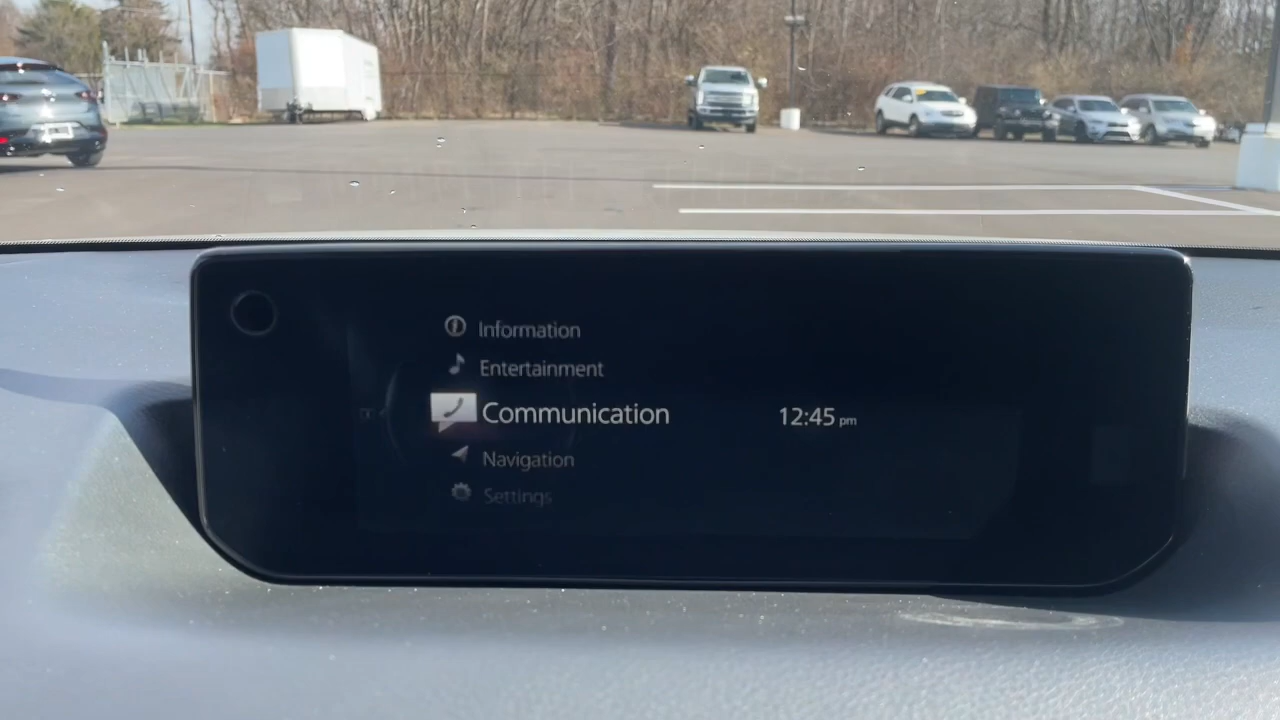 Information
Entertainment
Communication
12:45 pm
Navigation
Settings